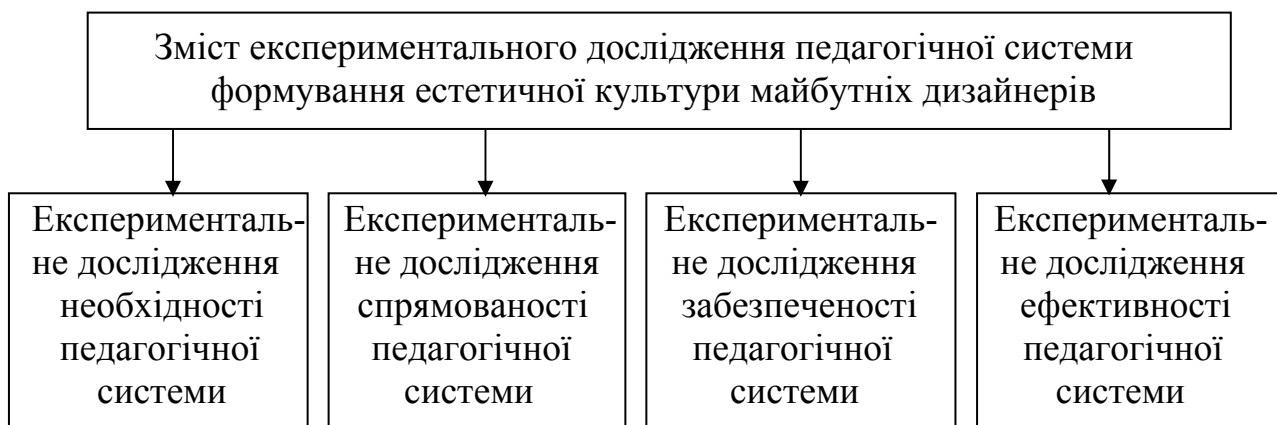 Зміст експериментального дослідження педагогічної системи
формування естетичної культури майбутніх дизайнерів
Експерименталь-
не дослідження
необхідності
педагогічної
системи
Експерименталь-
не дослідження
спрямованості
педагогічної
системи
Експерименталь-
не дослідження
забезпеченості
педагогічної
системи
Експерименталь-
не дослідження
ефективності
педагогічної
системи